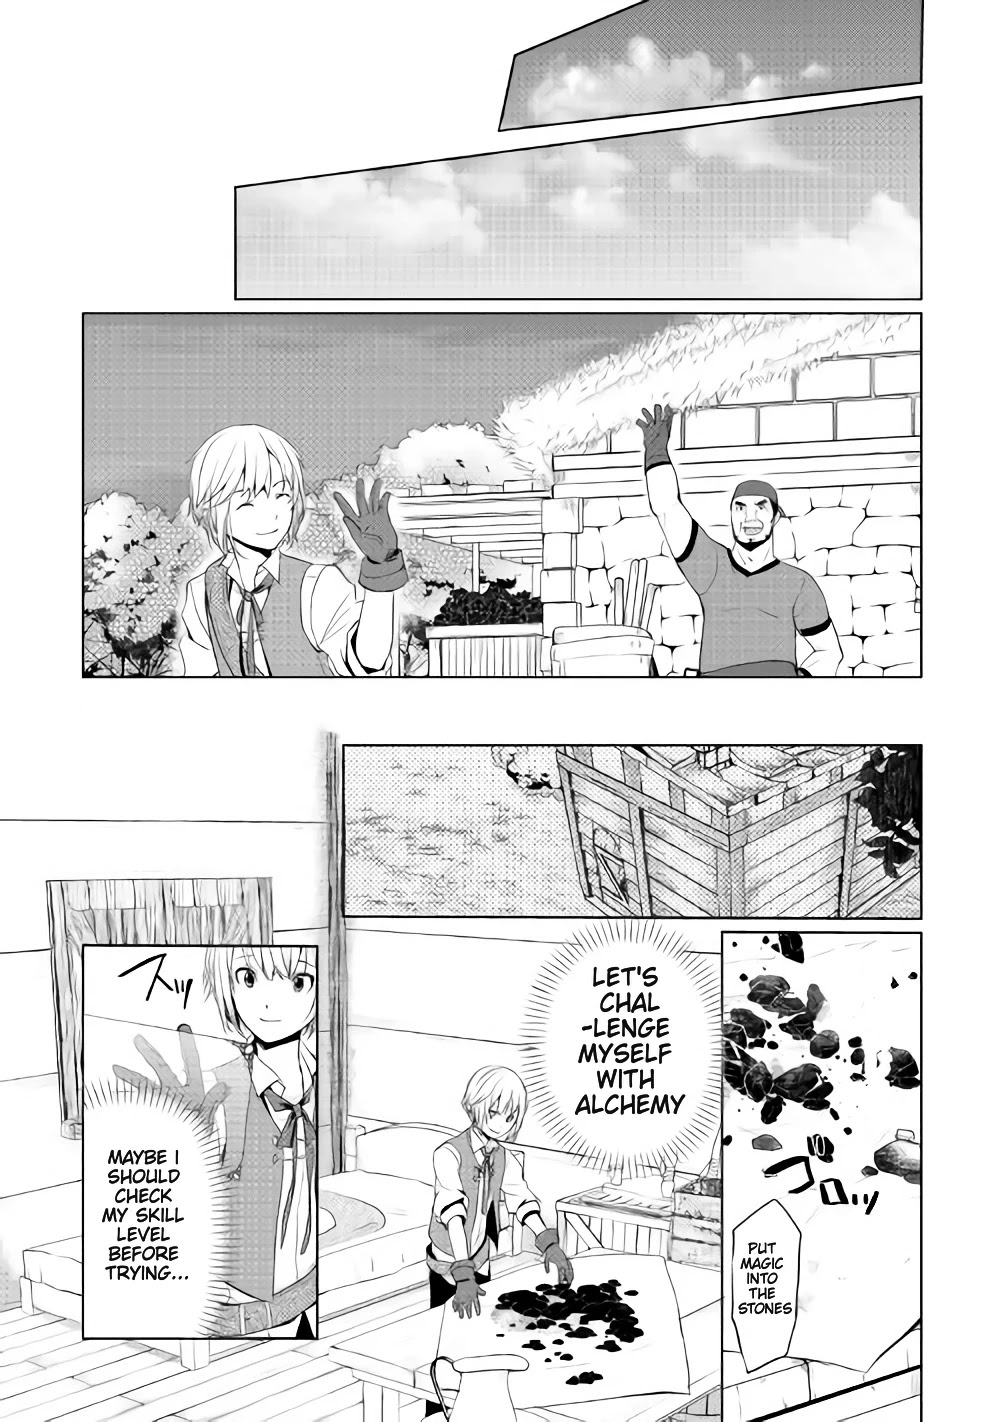 PUT
MAGIC
INTO
THE
STONES
ゴロッ
LET'S
CHAL
-LENGE
MYSELF
WITH
ALCHEMY
スッ
MAYBE I
SHOULD
CHECK
MY SKILL
LEVEL
BEFORE
TRYING...